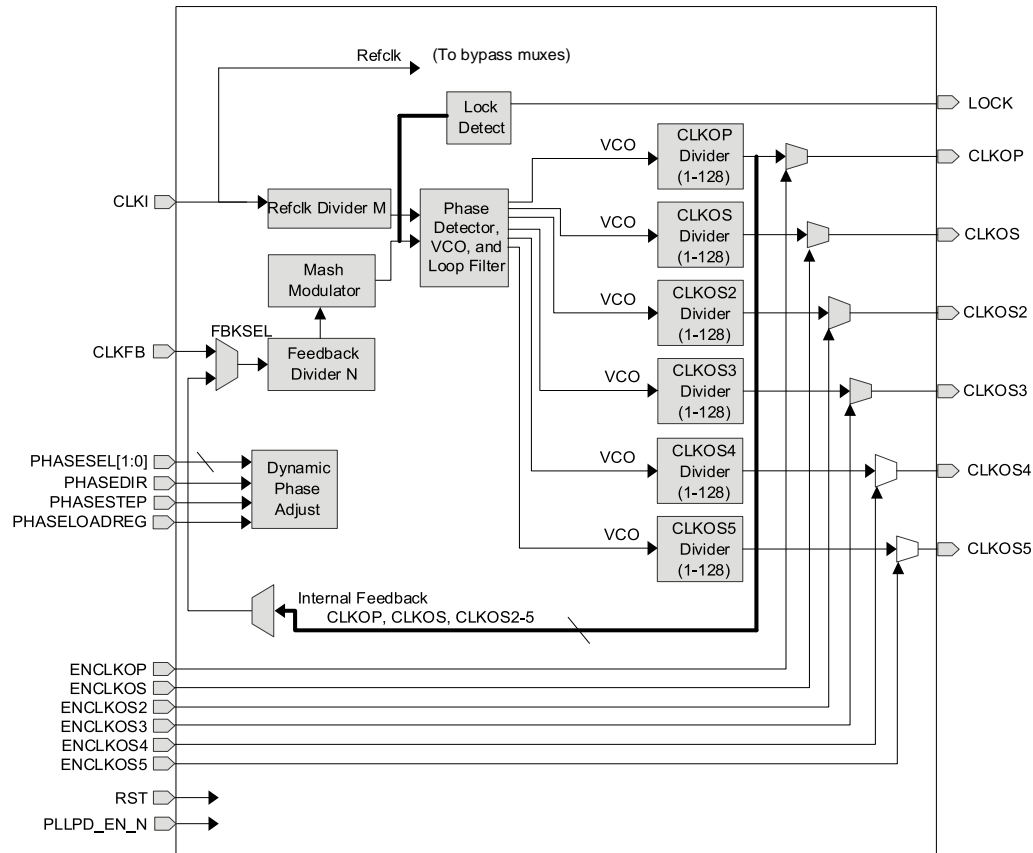 Refclk (To bypass muxes)
Lock
Detect
LOCK
VCO
CLKOP
Divider
(1-128)
CLKOP
CLKI
Refclk Divider M
Phase
Detector,
VCO, and
Loop Filter
VCO
CLKOS
Divider
(1-128)
CLKOS
Mash
Modulator
VCO
CLKOS2
Divider
(1-128)
CLKOS2
FBKSEL
CLKFB
Feedback
Divider N
VCO
CLKOS3
Divider
(1-128)
CLKOS3
PHASESEL[1:0]
PHASEDIR
PHASESTEP
PHASELOADREG
Dynamic
Phase
Adjust
VCO
CLKOS4
Divider
(1-128)
CLKOS4
VCO
CLKOS5
Divider
(1-128)
CLKOS5
Internal Feedback
CLKOP, CLKOS, CLKOS2-5
ENCLKOP
ENCLKOS
ENCLKOS2
ENCLKOS3
ENCLKOS4
ENCLKOS5
RST
PLLPD_EN_N